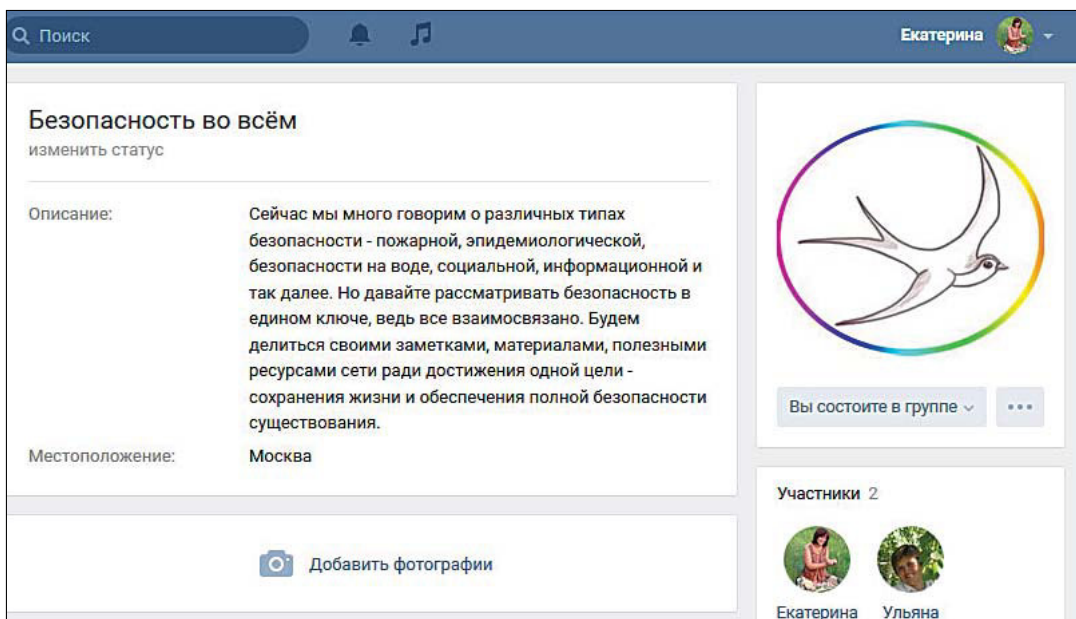 Поиск
Екатерина
Безопасность во всём
изменить статус
Описание:
Сейчас мы много говорим о различных типах
безопасности - пожарной, эпидемиологической,
безопасности на воде, социальной, информационной и
так далее. Но давайте рассматривать безопасность в
едином ключе, ведь все взаимосвязано. Будем
делиться своими заметками, материалами, полезными
ресурсами сети ради достижения одной цели -
сохранения жизни и обеспечения полной безопасности
существования.
Местоположение:
Москва
Добавить фотографии
Вы состоите в группе
Участники 2
Екатерина
Ульяна